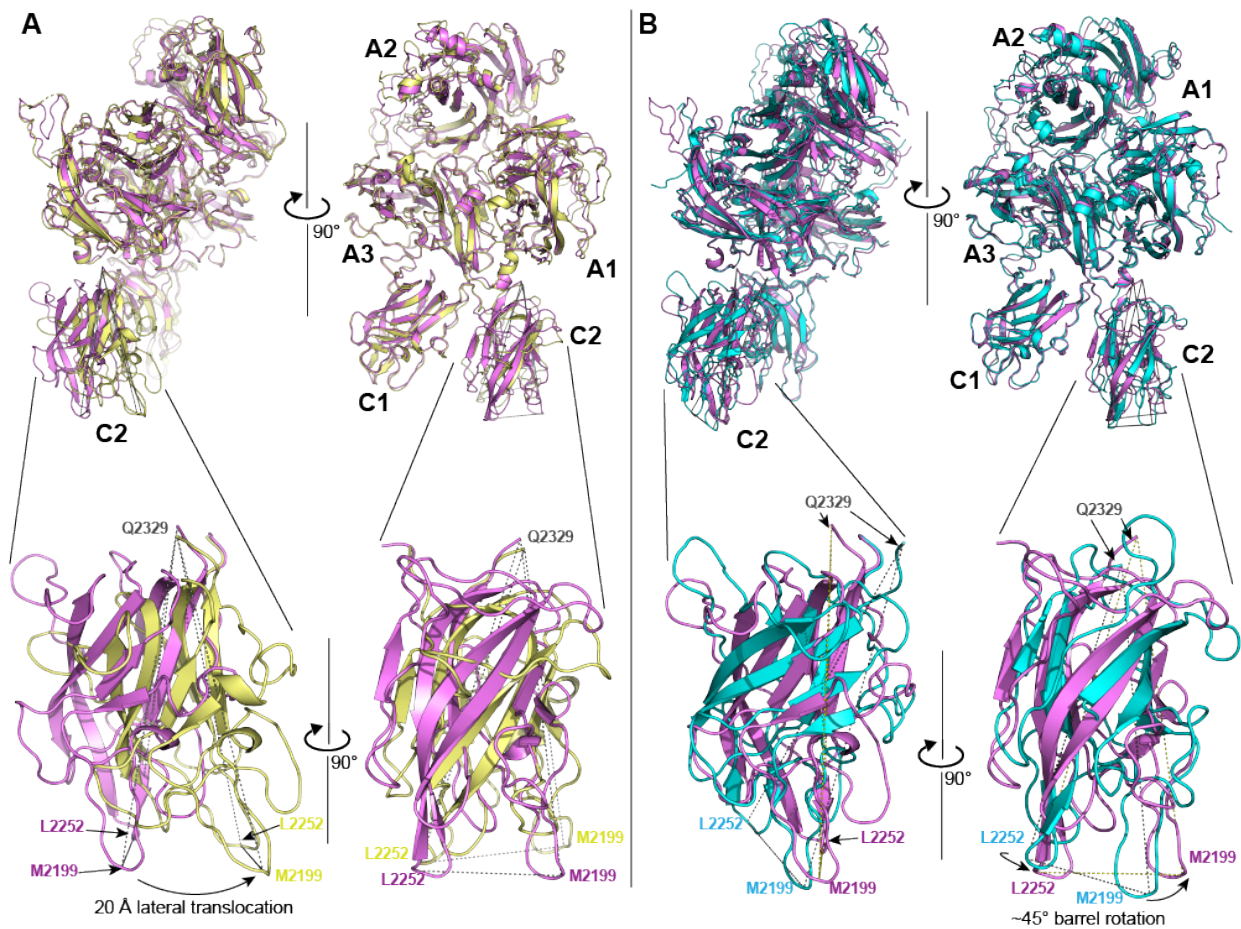 A
A2
90°
A3
A1
C2
C2
C1
Q2329
Q2329
90°
L2252
L2252
M2199
M2199
L2252
L2252
M2199
M2199
20 Å lateral translocation
B
A2
A1
90°
A3
C2
C1
C2
Q2329
Q2329
90°
L2252
L2252
M2199
M2199
L2252
L2252
M2199
M2199
~45° barrel rotation